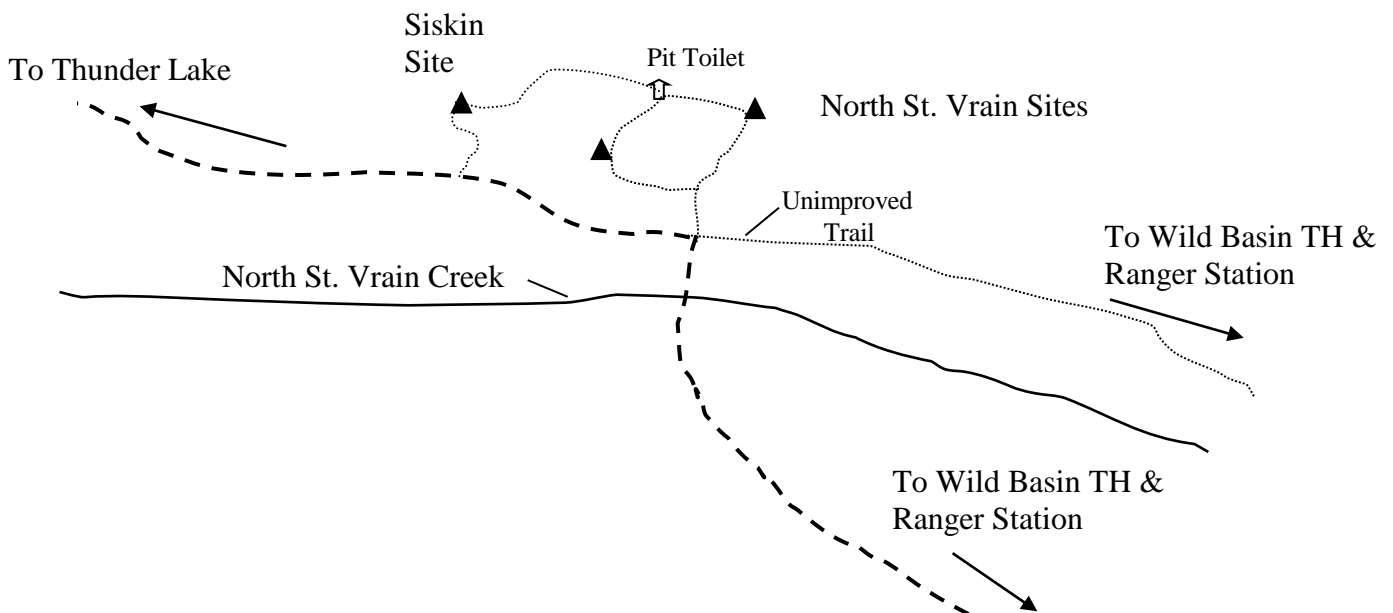 Siskin
Site
Pit Toilet
To Thunder Lake
North St. Vrain Sites
Unimproved
Trail
To Wild Basin TH &
Ranger Station
North St. Vrain Creek
To Wild Basin TH &
Ranger Station